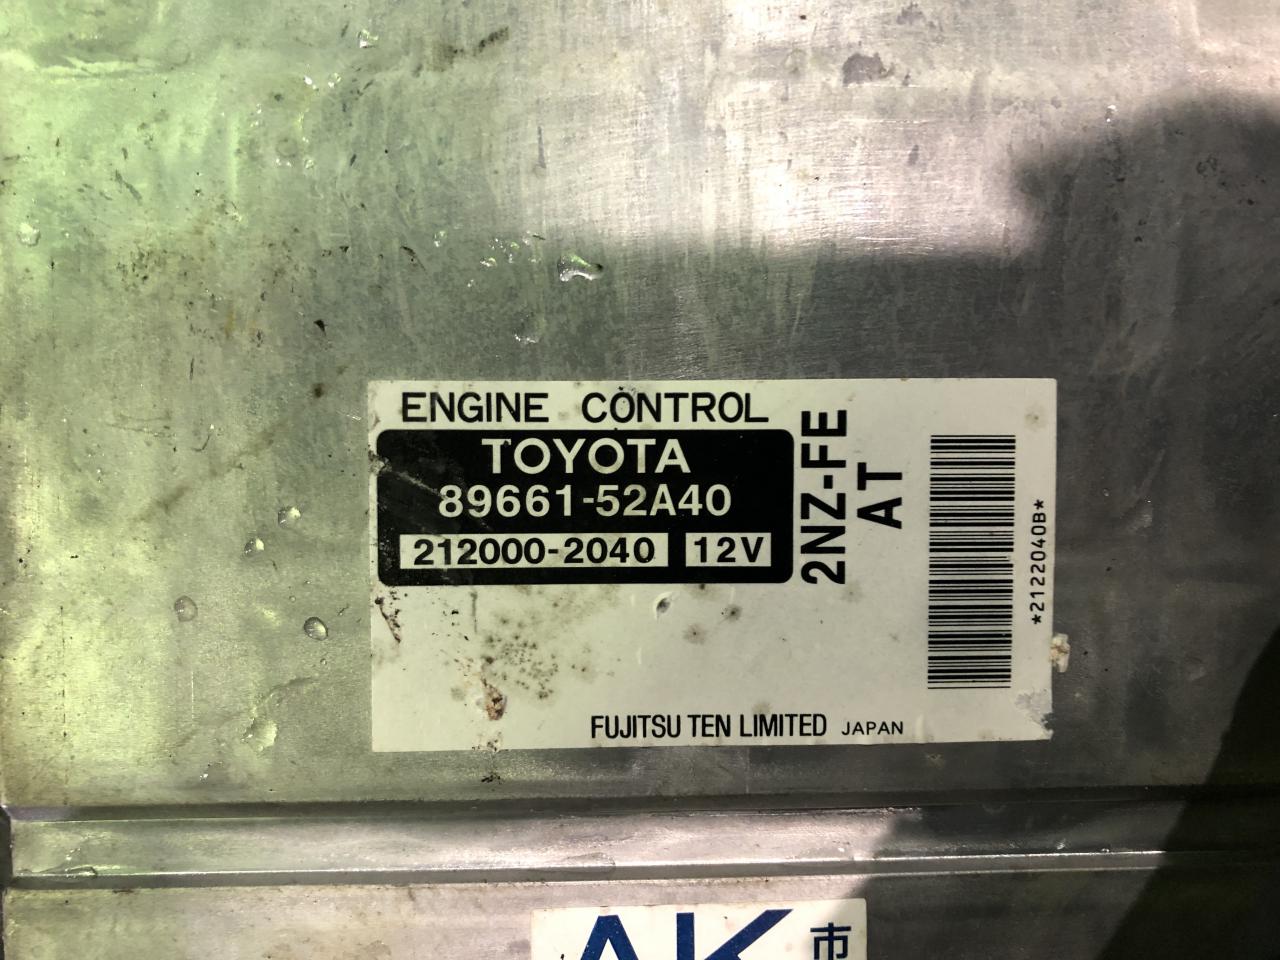 ENGINE CONTROL
TOYOTA
89661-52A40
212000-2040 12V
2NZ-FE
AT
*2122040B*
FUJITSU TEN LIMITED JAPAN
AK 市